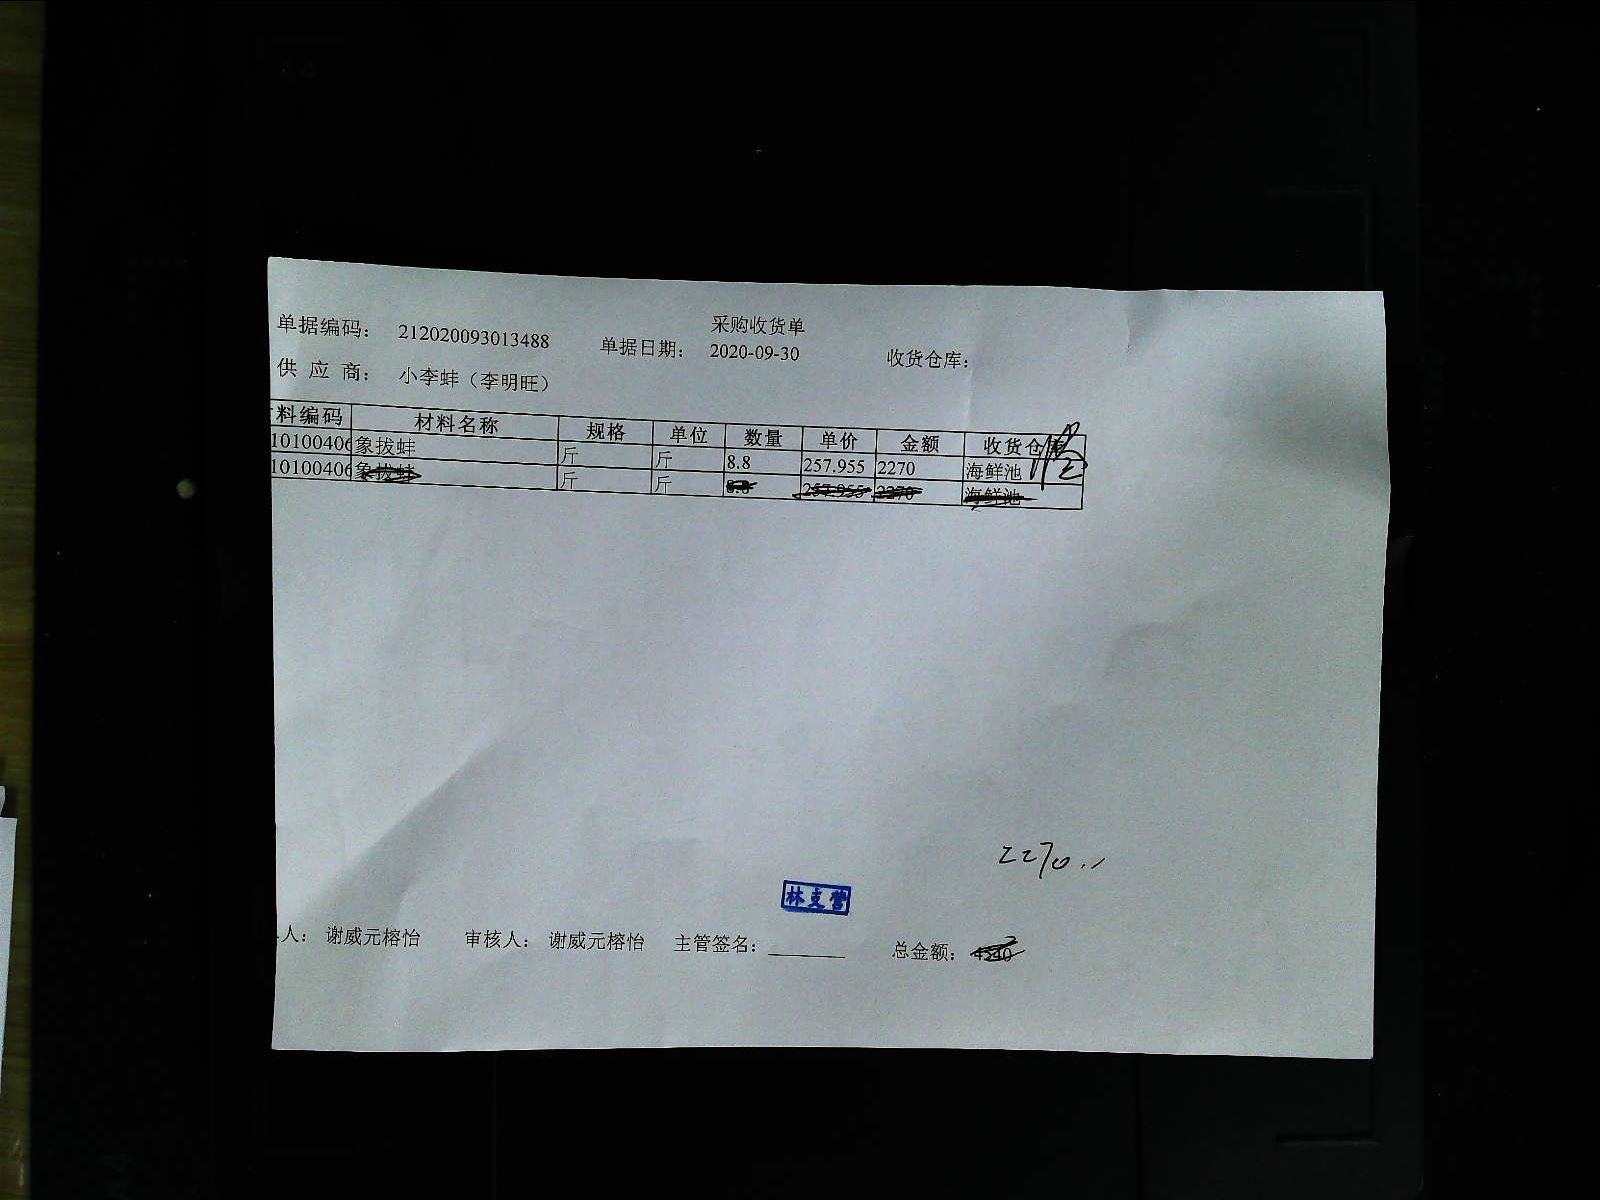 采购收货单
单据编码： 212020093013488 单据日期： 2020-09-30 收货仓库：
供 应 商： 小李蚌（李明旺）
料编码 材料名称 规格 单位 数量 单价 金额 收货仓
10100406 象拔蚌 斤 斤 8.8 257.955 2270 海鲜池
10100406 象拔蚌 斤 斤 8.8 257.955 2270 海鲜池
2270
林支营
人： 谢威元榕怡 审核人： 谢威元榕怡 主管签名： 总金额： 4540